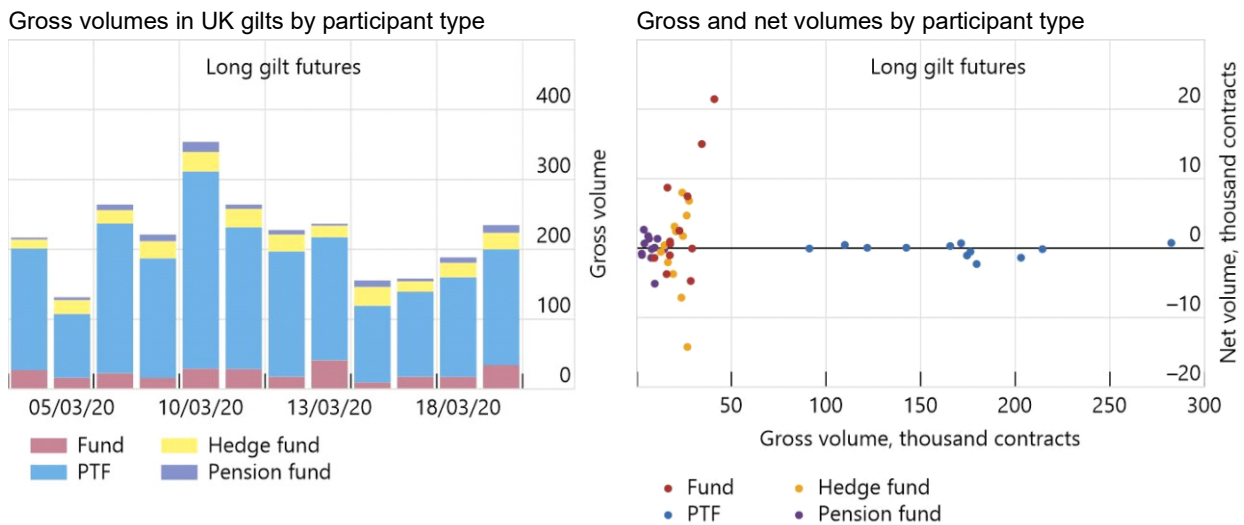 Gross volumes in UK gilts by participant type
Long gilt futures
400
300
200
100
0
Gross volume
05/03/20 10/03/20 13/03/20 18/03/20
Fund Hedge fund
PTF Pension fund
Gross and net volumes by participant type
Long gilt futures
20
10
0
−10
−20
Net volume, thousand contracts
50 100 150 200 250 300
Gross volume, thousand contracts
Fund Hedge fund
PTF Pension fund